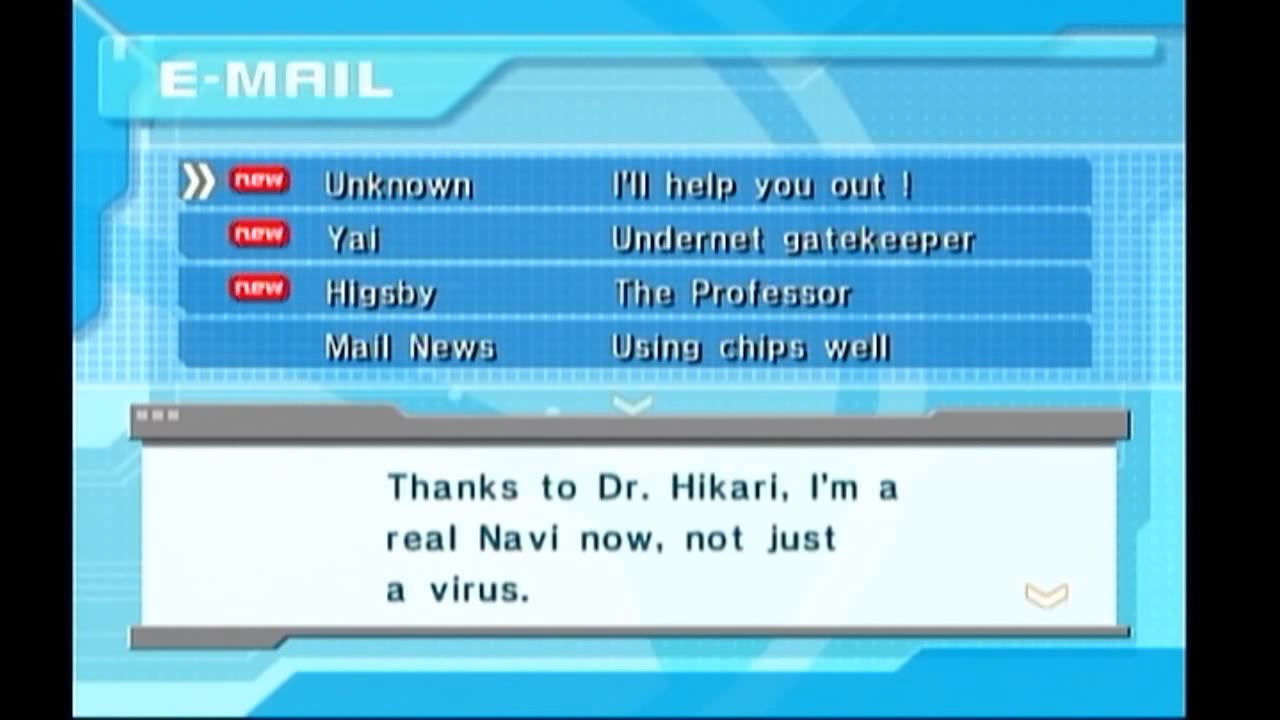 E-MAIL
new Unknown I'll help you out !
new Yai Undernet gatekeeper
new Higsby The Professor
Mail News Using chips well
Thanks to Dr. Hikari, I'm a
real Navi now, not just
a virus.